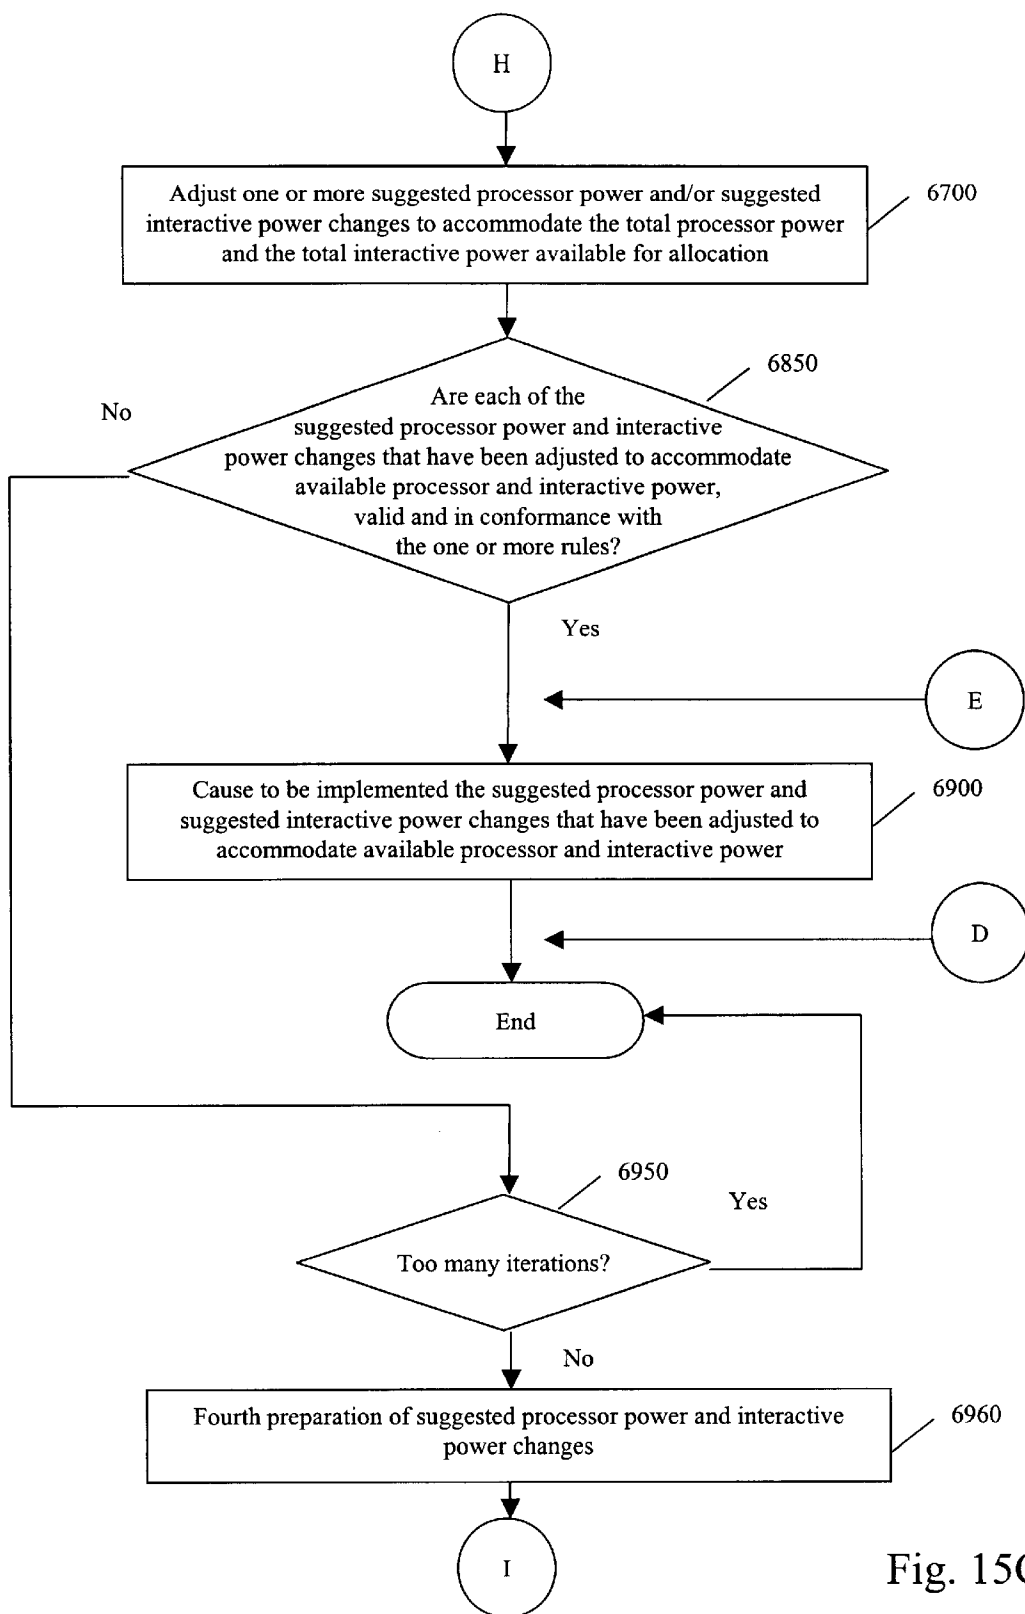 H
Adjust one or more suggested processor power and/or suggested
interactive power changes to accommodate the total processor power
and the total interactive power available for allocation
6700
6850
No
Are each of the
suggested processor power and interactive
power changes that have been adjusted to accommodate
available processor and interactive power,
valid and in conformance with
the one or more rules?
Yes
E
Cause to be implemented the suggested processor power and
suggested interactive power changes that have been adjusted to
accommodate available processor and interactive power
6900
D
End
6950
Yes
Too many iterations?
No
Fourth preparation of suggested processor power and interactive
power changes
6960
I
Fig. 15C